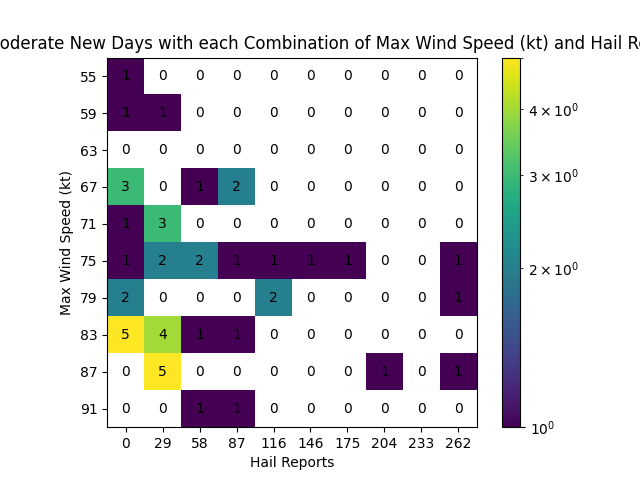 oderate New Days with each Combination of Max Wind Speed (kt) and Hail R
Max Wind Speed (kt)
55 1 0 0 0 0 0 0 0 0 0
59 1 1 0 0 0 0 0 0 0 0
63 0 0 0 0 0 0 0 0 0 0
67 3 0 1 2 0 0 0 0 0 0
71 1 3 0 0 0 0 0 0 0 0
75 1 2 2 1 1 1 1 0 0 1
79 2 0 0 0 2 0 0 0 0 1
83 5 4 1 1 0 0 0 0 0 0
87 0 5 0 0 0 0 0 1 0 1
91 0 0 1 1 0 0 0 0 0 0
0 29 58 87 116 146 175 204 233 262
Hail Reports
4 × 10⁰
3 × 10⁰
2 × 10⁰
10⁰